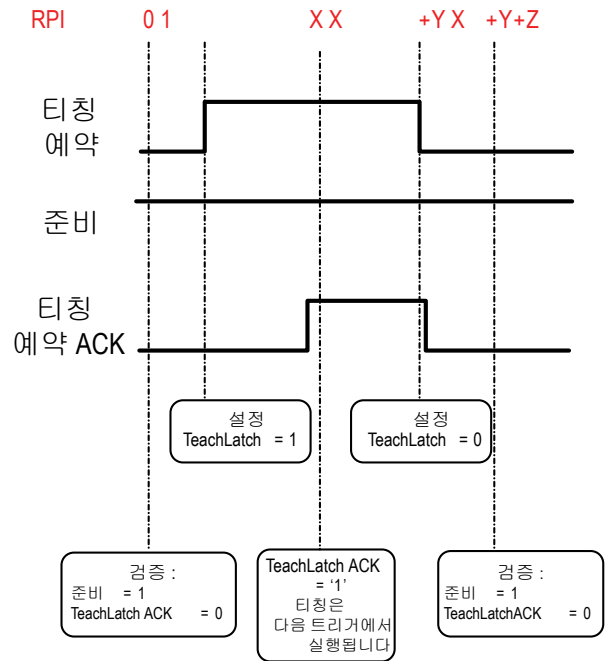 RPI 0 1 X X +Y X +Y+Z
티칭
예약
준비
티칭
예약 ACK
설정
TeachLatch = 1
설정
TeachLatch = 0
검증 :
준비 = 1
TeachLatch ACK = 0
TeachLatch ACK
= ‘1’
티칭은
다음 트리거에서
실행됩니다
검증 :
준비 = 1
TeachLatchACK = 0